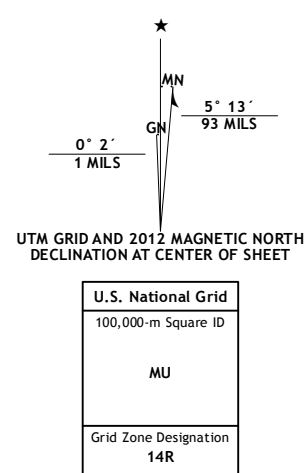 MN
GN
5° 13´
93 MILS
0° 2´
1 MILS
UTM GRID AND 2012 MAGNETIC NORTH
DECLINATION AT CENTER OF SHEET
U.S. National Grid
100,000-m Square ID
MU
Grid Zone Designation
14R